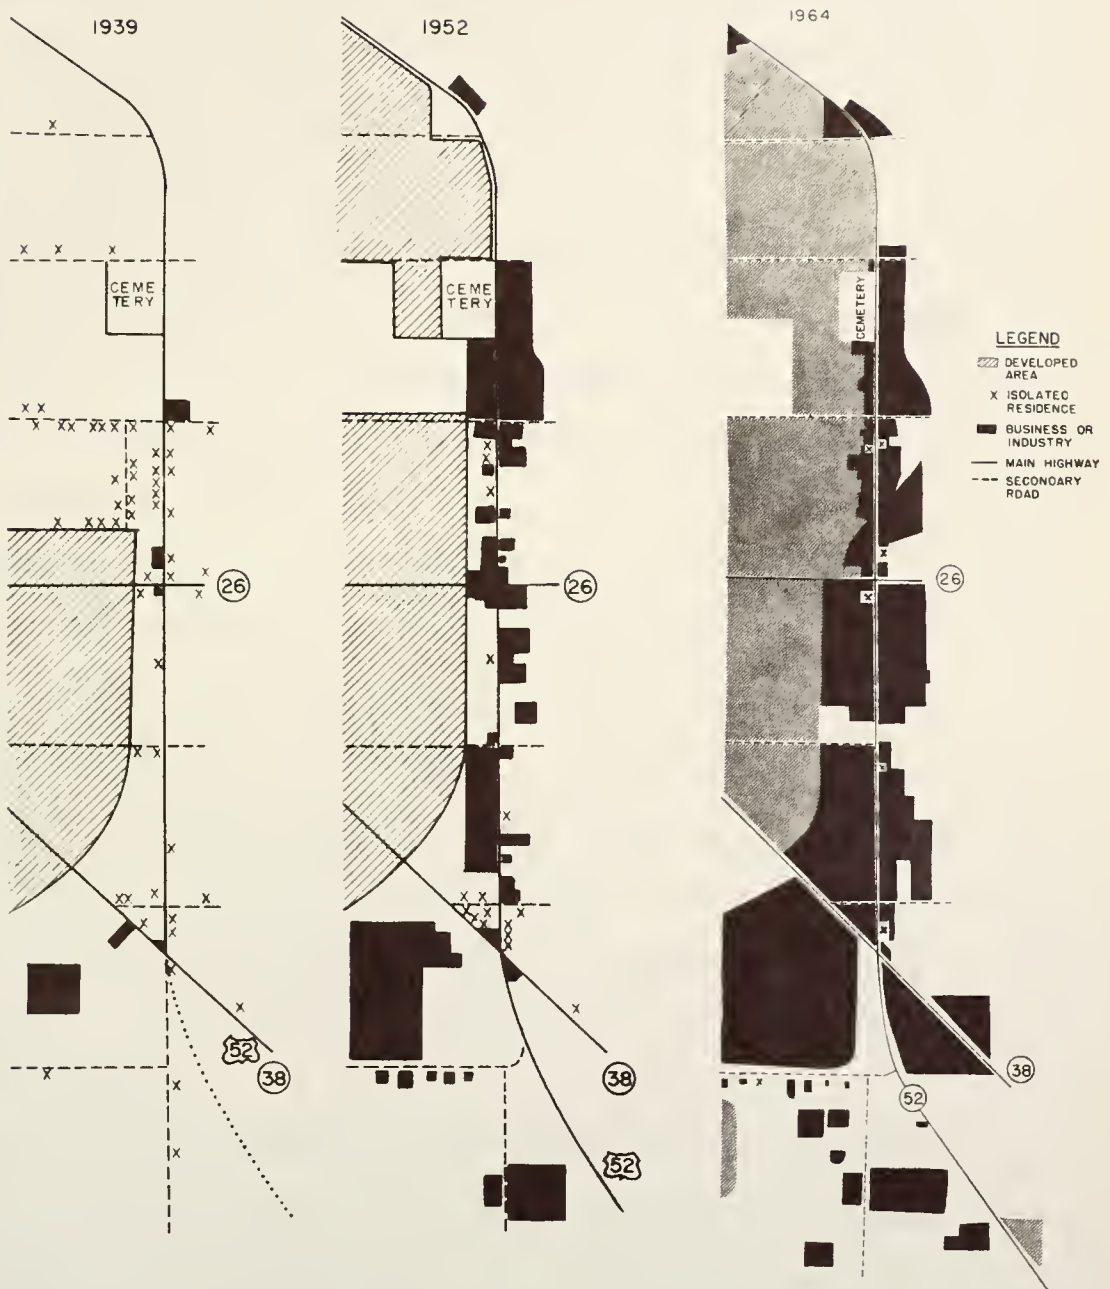 1939
CEME
TERY
26
52
38
1952
CEME
TERY
26
38
52
1964
CEMETERY
26
38
52
LEGEND
DEVELOPED
AREA
X ISOLATED
RESIDENCE
BUSINESS OR
INDUSTRY
MAIN HIGHWAY
SECONDARY
ROAD